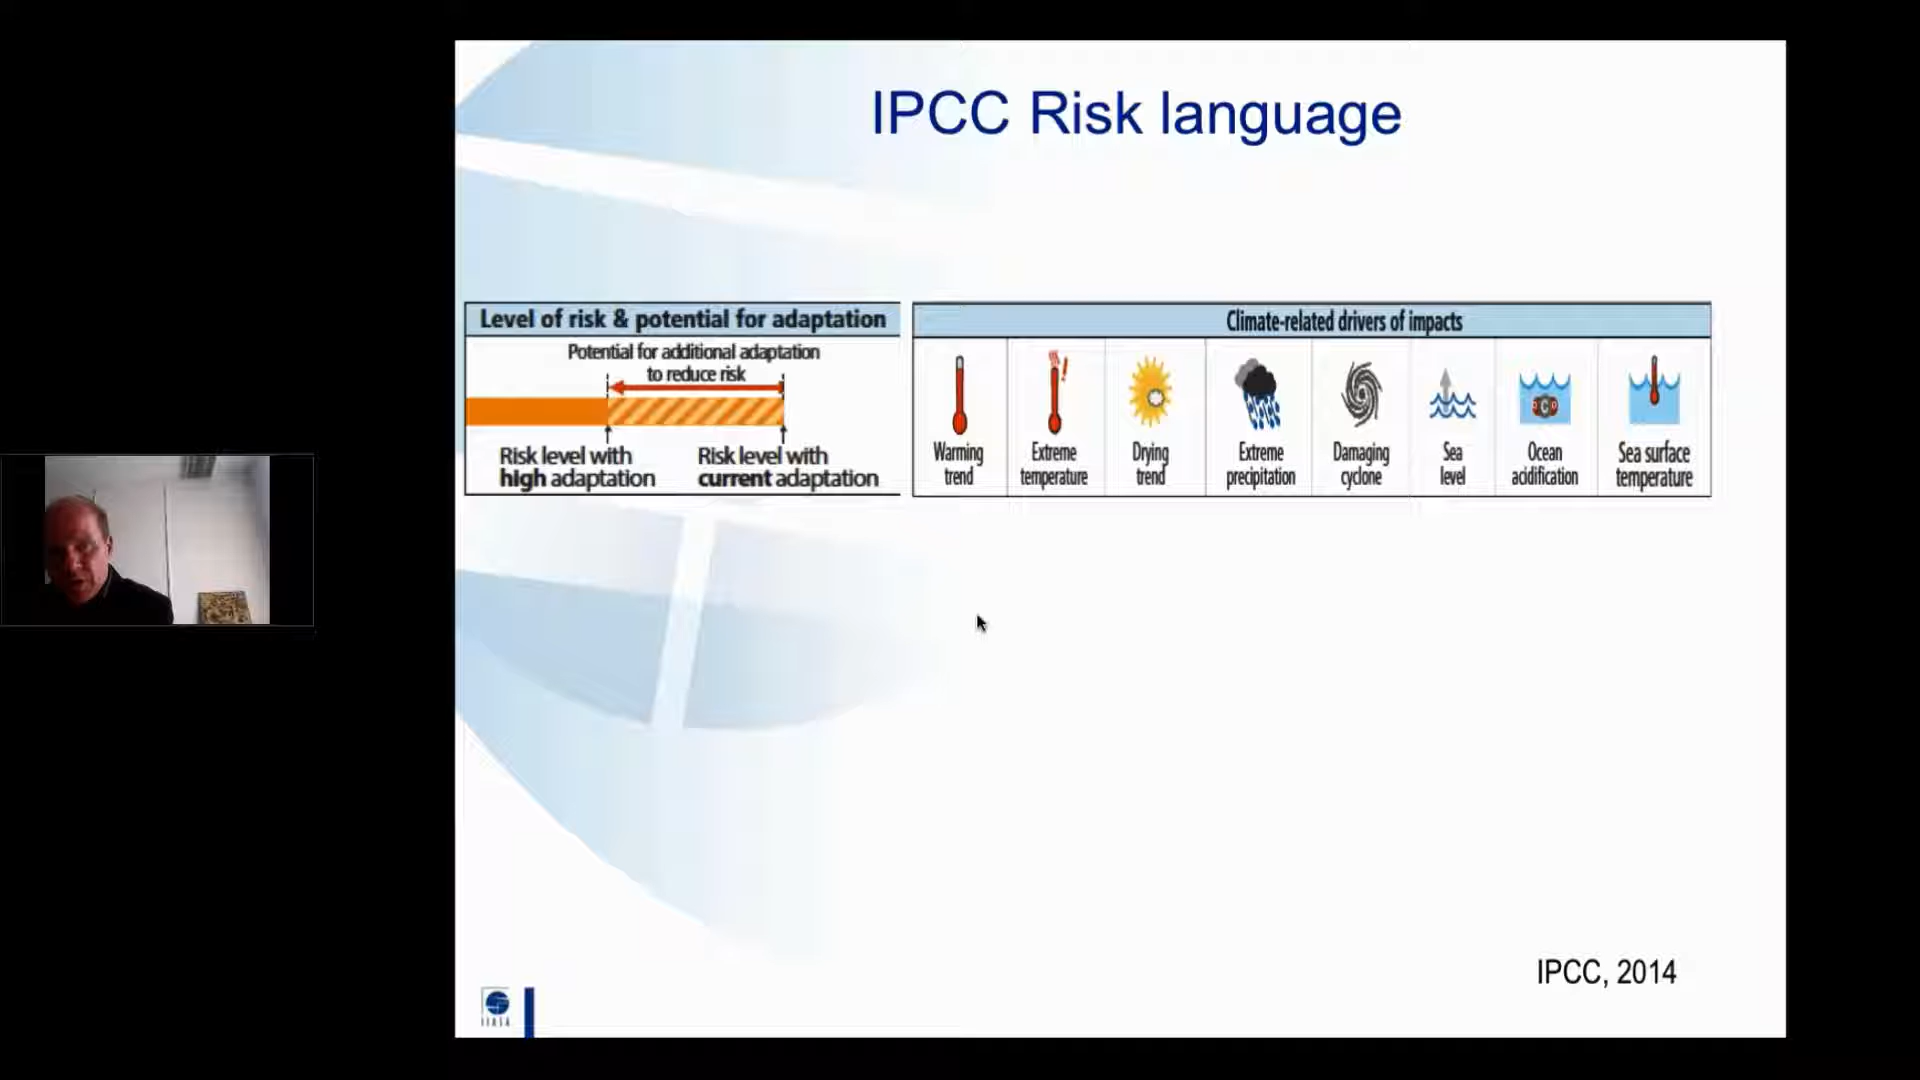 IPCC Risk language
Level of risk & potential for adaptation
Potential for additional adaptation
to reduce risk
Risk level with
high adaptation
Risk level with
current adaptation
Climate-related drivers of impacts
Warming
trend
Extreme
temperature
Drying
trend
Extreme
precipitation
Damaging
cyclone
Sea
level
Ocean
acidification
Sea surface
temperature
IPCC, 2014
IIASA